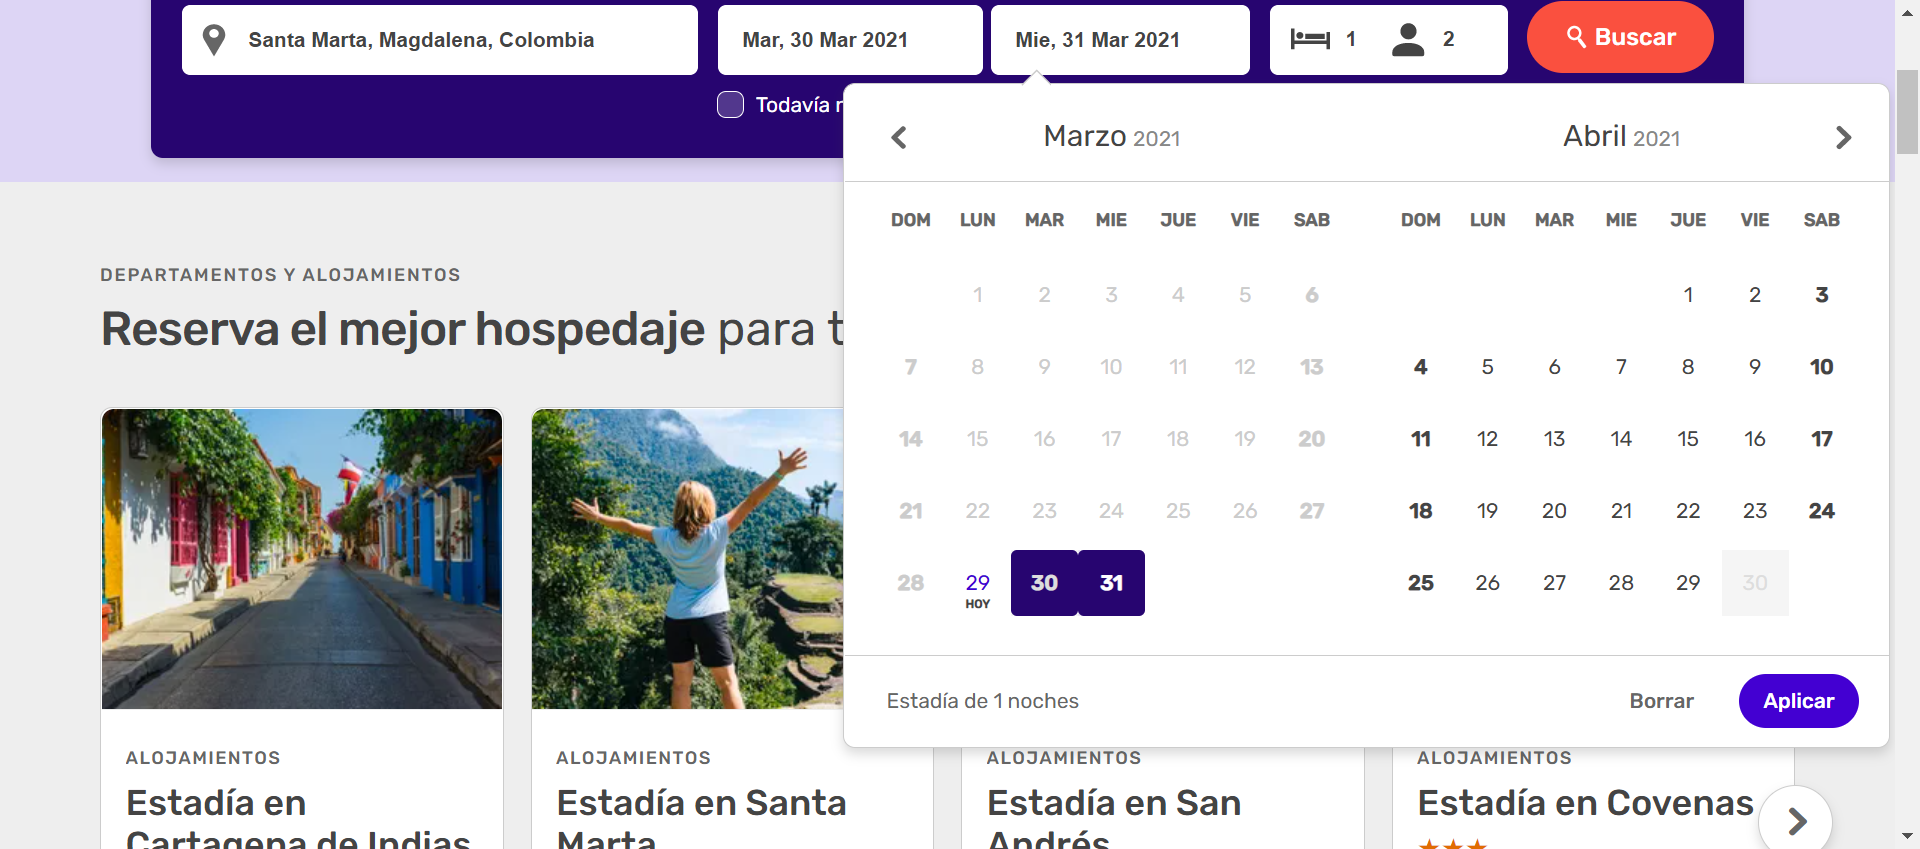 Santa Marta, Magdalena, Colombia
Mar, 30 Mar 2021
Mie, 31 Mar 2021
1
2
Buscar
Todavía
Marzo 2021
Abril 2021
DOM LUN MAR MIE JUE VIE SAB
1 2 3 4 5 6
7 8 9 10 11 12 13
14 15 16 17 18 19 20
21 22 23 24 25 26 27
28 29 30 31
HOY
DOM LUN MAR MIE JUE VIE SAB
1 2 3
4 5 6 7 8 9 10
11 12 13 14 15 16 17
18 19 20 21 22 23 24
25 26 27 28 29 30
Estadía de 1 noches
Borrar
Aplicar
DEPARTAMENTOS Y ALOJAMIENTOS
Reserva el mejor hospedaje para t
ALOJAMIENTOS
Estadía en
Cartagena de Indias
ALOJAMIENTOS
Estadía en Santa
Marta
ALOJAMIENTOS
Estadía en San
Andrés
ALOJAMIENTOS
Estadía en Covenas